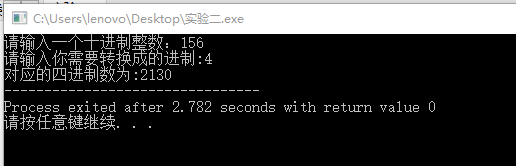 C:\Users\lenovo\Desktop\实验二.exe
请输入一个十进制整数：156
请输入你需要转换成的进制:4
对应的四进制数为:2130
--------------------------------
Process exited after 2.782 seconds with return value 0
请按任意键继续. . .